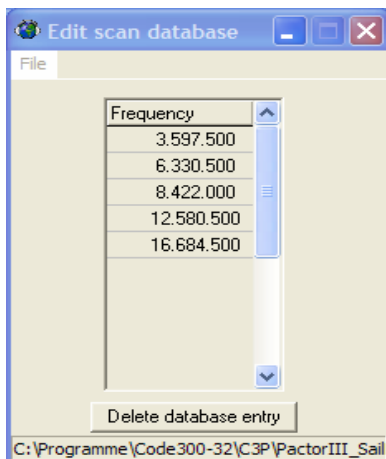 Edit scan database
File
Frequency
3.597.500
6.330.500
8.422.000
12.580.500
16.684.500
Delete database entry
C:\Programme\Code300-32\C3P\PactorIII_Sail